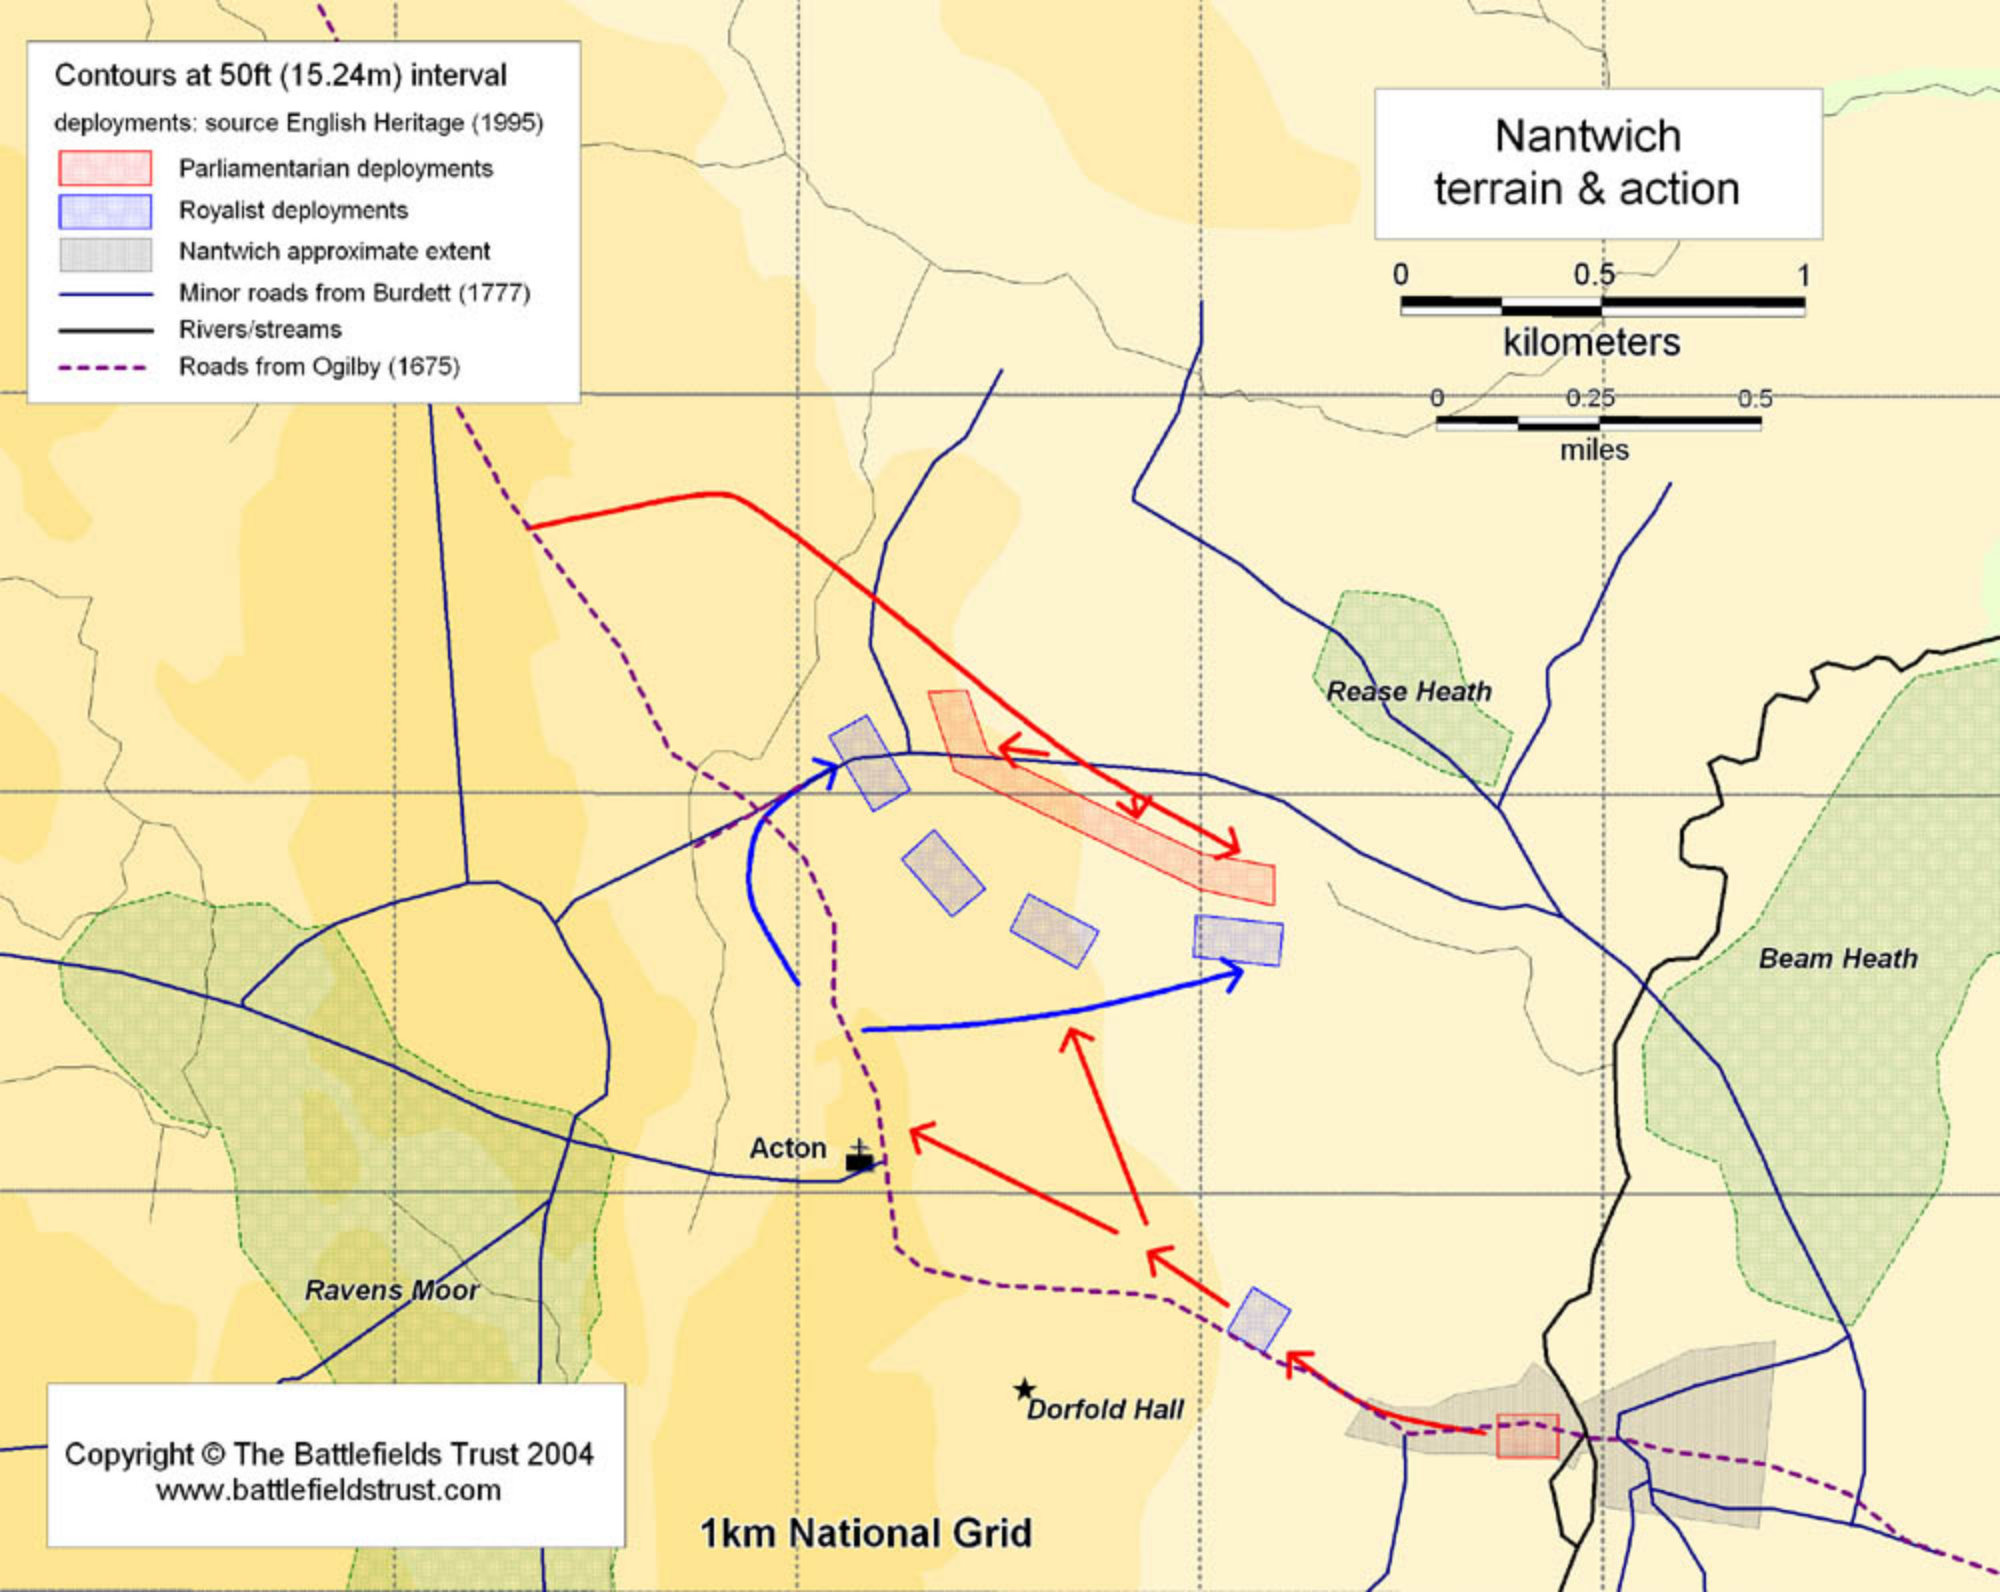 Contours at 50ft (15.24m) interval
deployments: source English Heritage (1995)
Parliamentarian deployments
Royalist deployments
Nantwich approximate extent
Minor roads from Burdett (1777)
Rivers/streams
Roads from Ogilby (1675)
Nantwich
terrain & action
0 0.5 1
kilometers
0 0.25 0.5
miles
Rease Heath
Beam Heath
Acton
Ravens Moor
Dorfold Hall
Copyright © The Battlefields Trust 2004
www.battlefieldstrust.com
1km National Grid